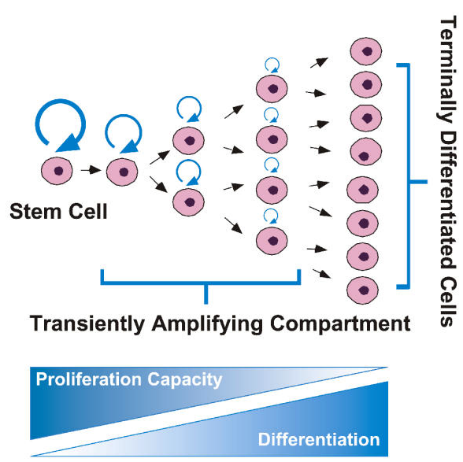 Stem Cell
Terminally Differentiated Cells
Transiently Amplifying Compartment
Proliferation Capacity
Differentiation